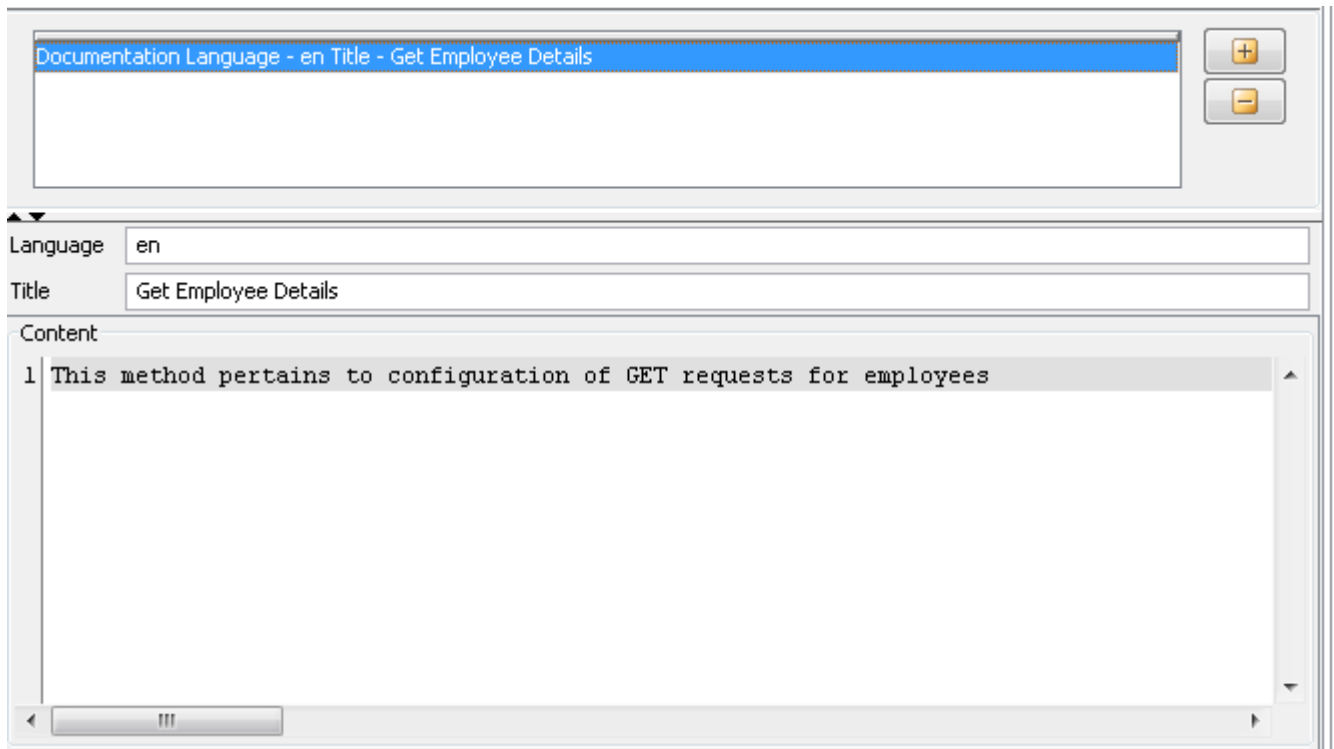 Documentation Language - en Title - Get Employee Details
Language en
Title Get Employee Details
Content
1 This method pertains to configuration of GET requests for employees